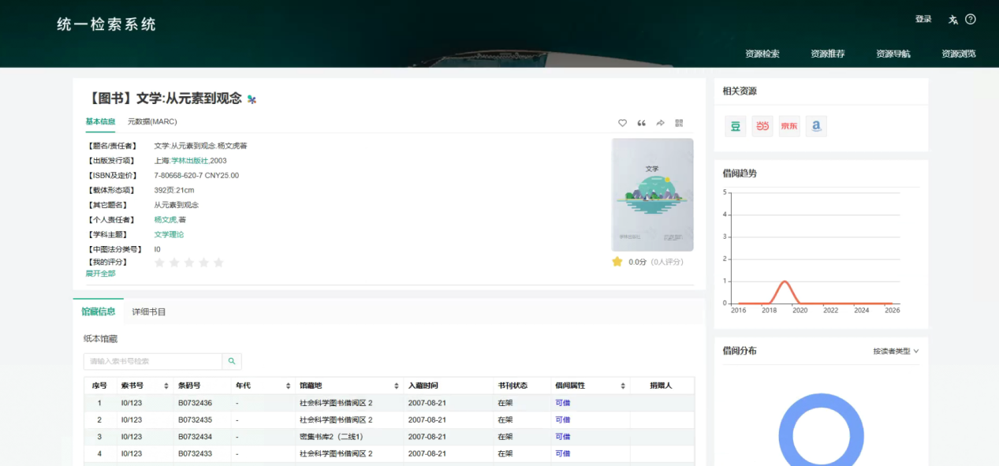 统一检索系统
登录
资源检索 资源推荐 资源导航 资源浏览
【图书】文学:从元素到观念
基本信息 元数据(MARC)
【题名/责任者】 文学:从元素到观念.杨文虎著
【出版发行项】 上海:学林出版社,2003
【ISBN及定价】 7-80668-620-7 CNY25.00
【载体形态项】 392页:21cm
【其它题名】 从元素到观念
【个人责任者】 杨文虎,著
【学科主题】 文学理论
【中图法分类号】 I0
【我的评分】
展开全部
文学
学林出版社
0.0分 (0人评分)
馆藏信息 详细书目
纸本馆藏
请输入索书号检索
序号 索书号 条码号 年代 馆藏地 入藏时间 书刊状态 借阅属性 捐赠人
1 I0/123 B0732436 - 社会科学图书借阅区 2 2007-08-21 在架 可借
2 I0/123 B0732435 - 社会科学图书借阅区 2 2007-08-21 在架 可借
3 I0/123 B0732434 - 密集书库2（二线1） 2007-08-21 在架 可借
4 I0/123 B0732433 - 社会科学图书借阅区 2 2007-08-21 在架 可借
相关资源
豆 当当 京东 a
借阅趋势
5
4
3
2
1
0
2016 2018 2020 2022 2024 2026
借阅分布 按读者类型